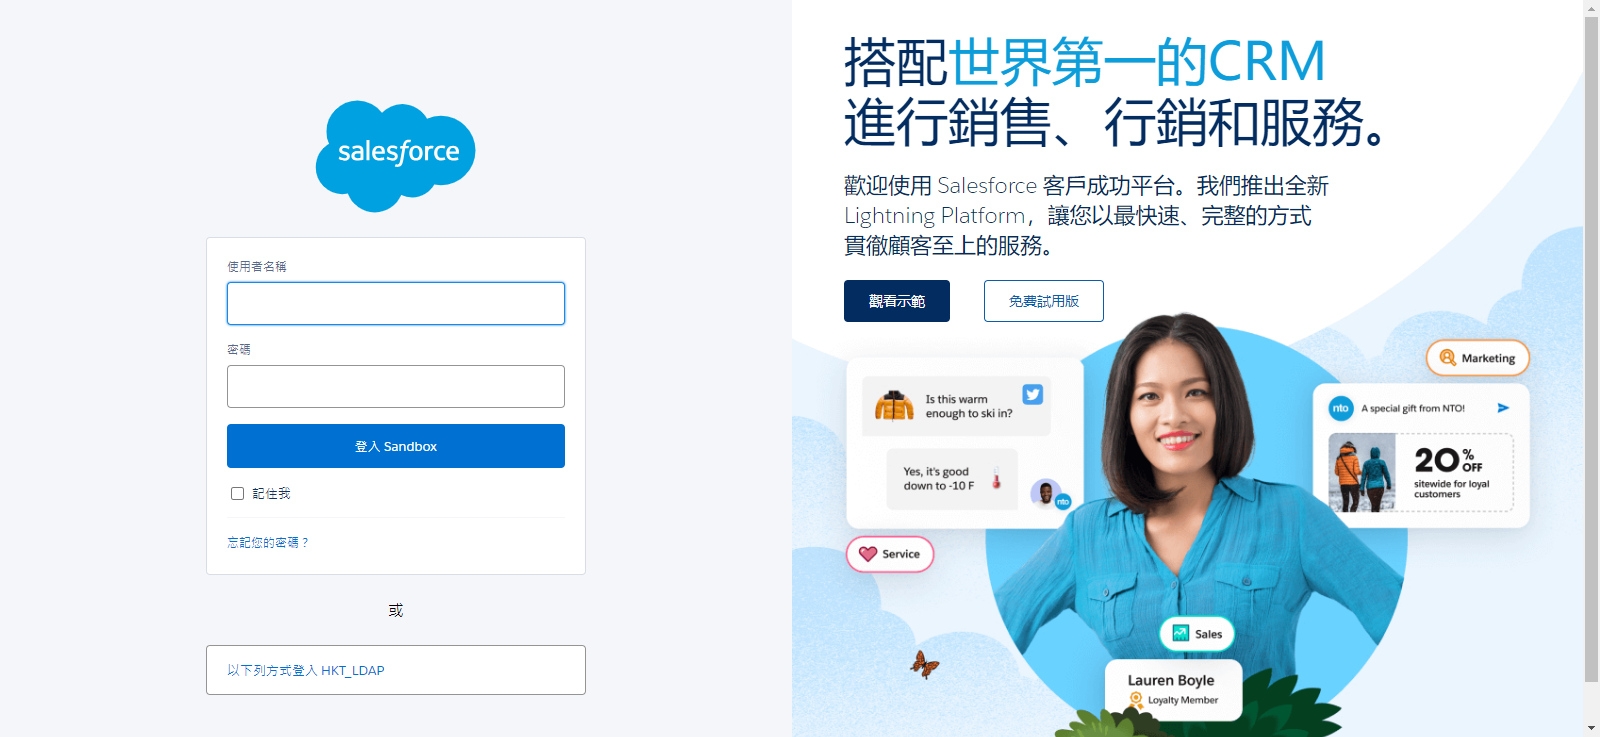 salesforce
使用者名稱
密碼
登入 Sandbox
記住我
忘記您的密碼？
或
以下列方式登入 HKT_LDAP
搭配世界第一的CRM
進行銷售、行銷和服務。
歡迎使用 Salesforce 客戶成功平台。我們推出全新
Lightning Platform，讓您以最快速、完整的方式
貫徹顧客至上的服務。
觀看示範
免費試用版
Is this warm
enough to ski in?
Yes, it's good
down to -10 F
nto
Service
Marketing
nto
A special gift from NTO!
20% OFF
sitewide for loyal
customers
Sales
Lauren Boyle
Loyalty Member